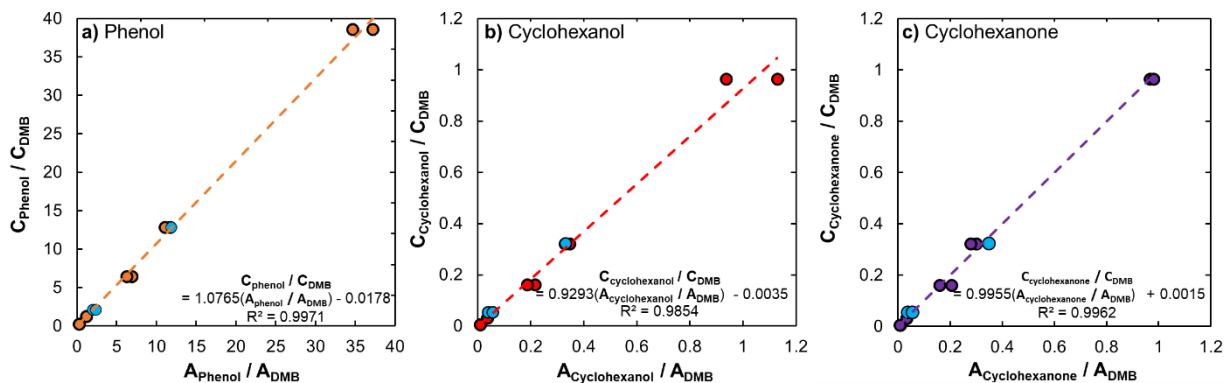 a) Phenol
C_Phenol / C_DMB
40
35
30
25
20
15
10
5
0
0 5 10 15 20 25 30 35 40
A_Phenol / A_DMB
C_phenol / C_DMB
= 1.0765(A_phenol / A_DMB) - 0.0178
R² = 0.9971
b) Cyclohexanol
C_Cyclohexanol / C_DMB
1.2
1
0.8
0.6
0.4
0.2
0
0 0.2 0.4 0.6 0.8 1 1.2
A_Cyclohexanol / A_DMB
C_cyclohexanol / C_DMB
= 0.9293(A_cyclohexanol / A_DMB) - 0.0035
R² = 0.9854
c) Cyclohexanone
C_Cyclohexanone / C_DMB
1.2
1
0.8
0.6
0.4
0.2
0
0 0.2 0.4 0.6 0.8 1 1.2
A_Cyclohexanone / A_DMB
C_cyclohexanone / C_DMB
= 0.9955(A_cyclohexanone / A_DMB) + 0.0015
R² = 0.9962